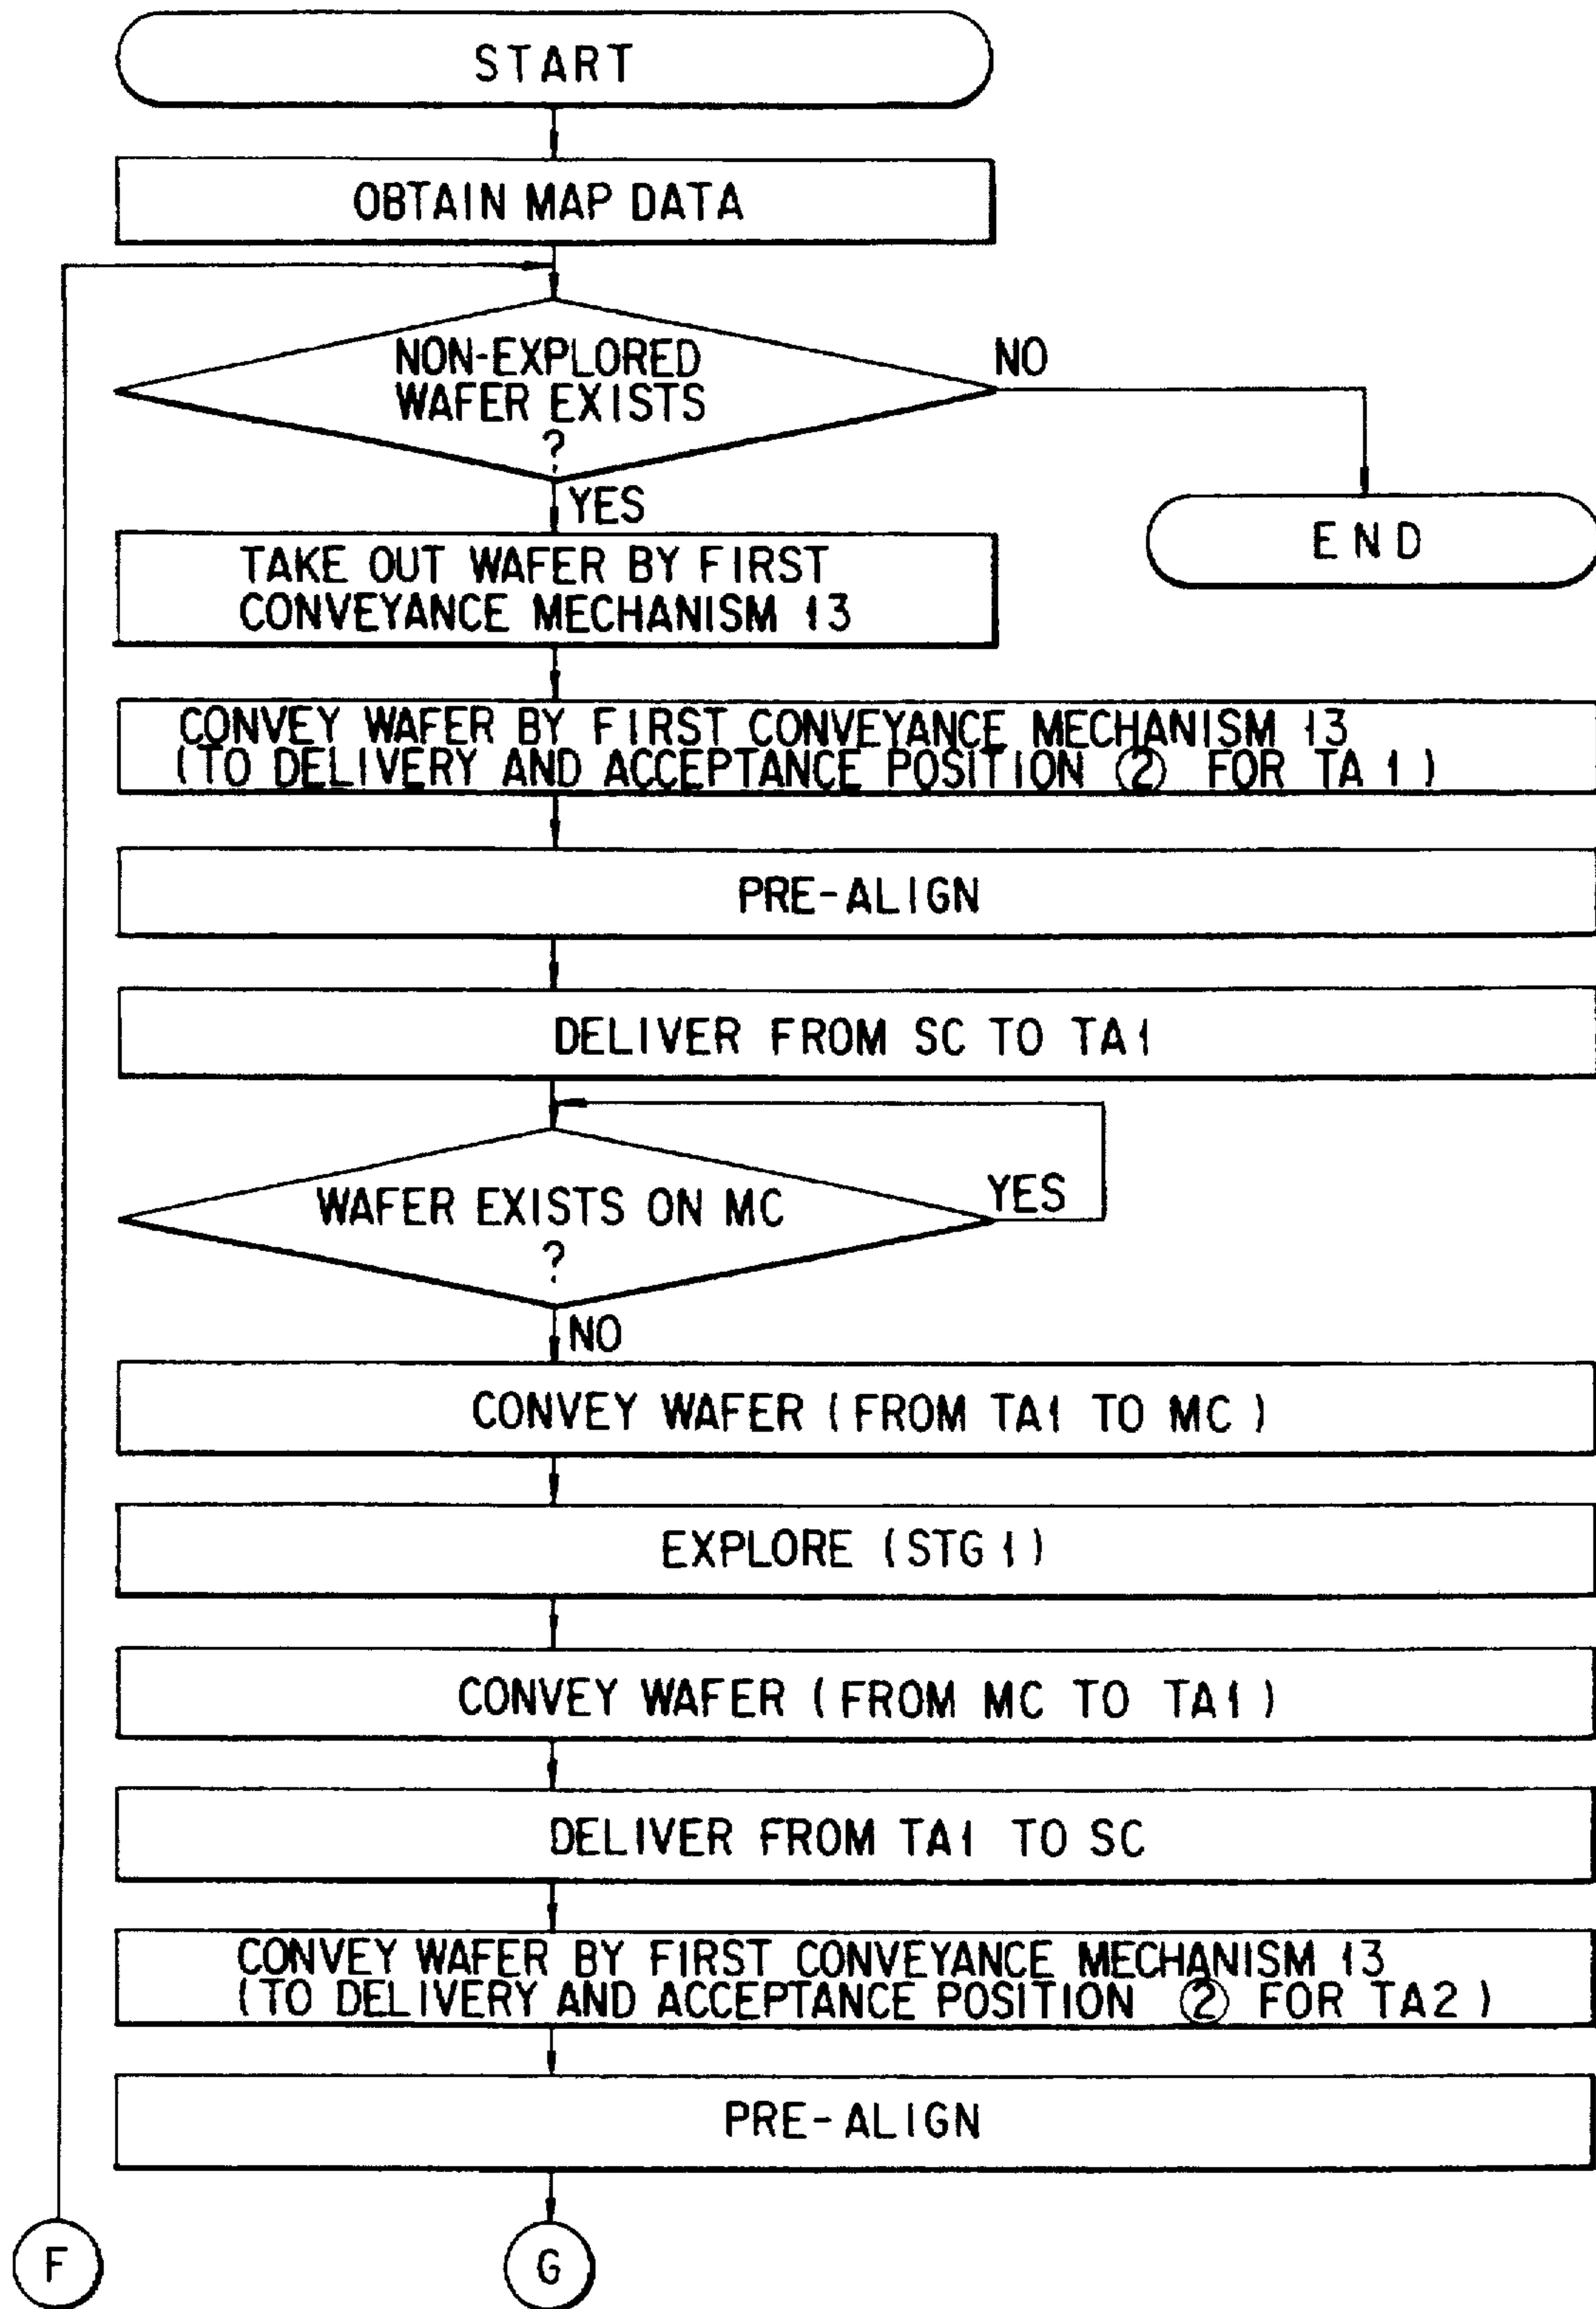 START
OBTAIN MAP DATA
NON-EXPLORED
WAFER EXISTS
?
NO
YES
END
TAKE OUT WAFER BY FIRST
CONVEYANCE MECHANISM 13
CONVEY WAFER BY FIRST CONVEYANCE MECHANISM 13
(TO DELIVERY AND ACCEPTANCE POSITION ② FOR TA1)
PRE-ALIGN
DELIVER FROM SC TO TA1
WAFER EXISTS ON MC
?
YES
NO
CONVEY WAFER (FROM TA1 TO MC)
EXPLORE (STG1)
CONVEY WAFER (FROM MC TO TA1)
DELIVER FROM TA1 TO SC
CONVEY WAFER BY FIRST CONVEYANCE MECHANISM 13
(TO DELIVERY AND ACCEPTANCE POSITION ② FOR TA2)
PRE-ALIGN
F
G